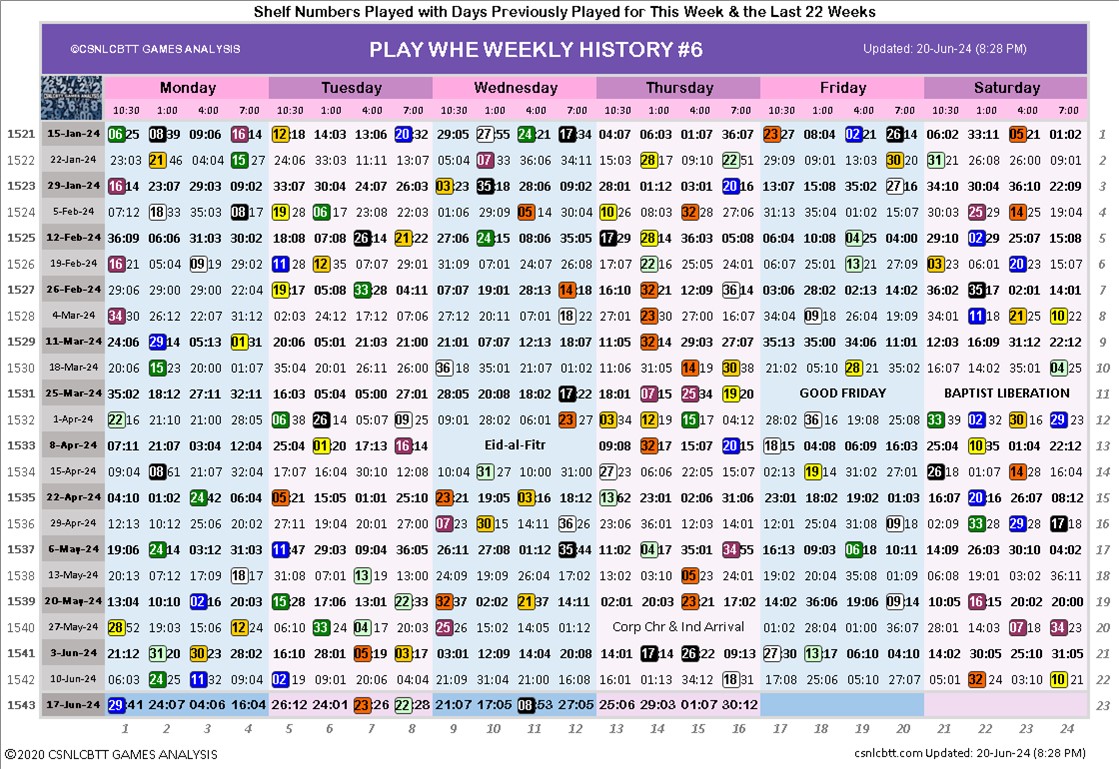 Shelf Numbers Played with Days Previously Played for This Week & the Last 22 Weeks
©CSNLCBTT GAMES ANALYSIS PLAY WHE WEEKLY HISTORY #6 Updated: 20-Jun-24 (8:28 PM)
Monday Tuesday Wednesday Thursday Friday Saturday
10:30 1:00 4:00 7:00 10:30 1:00 4:00 7:00 10:30 1:00 4:00 7:00 10:30 1:00 4:00 7:00 10:30 1:00 4:00 7:00 10:30 1:00 4:00 7:00
1521 15-Jan-24 06:25 08:39 09:06 16:14 12:18 14:03 13:06 20:32 29:05 27:55 24:21 17:34 04:07 06:03 01:07 36:07 23:27 08:04 02:21 26:14 06:02 33:11 05:21 01:02 1
1522 22-Jan-24 23:03 21:46 04:04 15:27 24:06 33:03 11:11 13:07 05:04 07:33 36:06 34:11 15:03 28:17 09:10 22:51 29:09 09:01 13:03 30:20 31:21 26:08 26:00 09:01 2
1523 29-Jan-24 16:14 23:07 29:03 09:02 33:07 30:04 24:07 26:03 03:23 35:18 28:06 09:02 28:01 01:12 03:01 20:16 13:07 15:08 35:02 27:16 34:10 30:04 36:10 22:09 3
1524 5-Feb-24 07:12 18:33 35:03 08:17 19:28 06:17 23:08 22:03 01:06 29:09 05:14 30:04 10:26 08:03 32:28 27:06 31:13 35:04 01:02 15:07 30:03 25:29 14:25 19:04 4
1525 12-Feb-24 36:09 06:06 31:03 30:02 18:08 07:08 26:14 21:22 27:06 24:15 08:06 35:05 17:29 28:14 36:03 05:08 06:04 10:08 04:25 04:00 29:10 02:29 25:07 15:08 5
1526 19-Feb-24 16:21 05:04 09:19 29:02 11:28 12:35 07:07 29:01 31:09 07:01 24:07 26:08 17:07 22:16 25:05 24:01 06:07 25:01 13:21 27:09 03:23 06:01 20:23 15:07 6
1527 26-Feb-24 29:06 29:00 29:00 22:04 19:17 05:08 33:28 04:11 07:07 19:01 28:13 14:18 16:10 32:21 12:09 36:14 03:06 28:02 02:13 14:02 36:02 35:17 02:01 14:01 7
1528 4-Mar-24 34:30 26:12 22:07 31:12 02:03 24:12 17:12 07:06 27:12 20:11 07:01 18:22 27:08 23:30 27:00 16:07 34:04 09:18 26:04 19:09 34:01 11:18 21:25 10:22 8
1529 11-Mar-24 24:06 29:14 05:13 01:31 20:06 05:01 21:03 21:00 21:01 07:07 12:13 18:07 11:05 32:14 29:03 27:07 35:13 35:00 34:06 11:01 12:03 16:09 31:12 22:12 9
1530 18-Mar-24 20:06 15:23 20:00 01:07 35:04 20:01 23:11 26:11 36:18 35:01 21:07 01:02 11:06 31:05 14:19 30:38 21:02 05:10 28:21 35:02 16:07 14:02 18:11 04:25 10
1531 25-Mar-24 35:02 18:12 27:11 32:11 16:03 05:04 05:00 27:01 28:05 20:08 18:02 17:22 18:01 07:15 25:34 19:20 GOOD FRIDAY BAPTIST LIBERATION 11
1532 1-Apr-24 22:16 21:10 21:00 28:05 06:38 26:14 07:08 09:25 09:01 28:02 06:01 23:27 03:34 12:19 15:17 04:12 28:02 36:16 19:08 25:08 33:39 02:32 30:16 29:23 12
1533 8-Apr-24 07:11 21:07 03:04 12:04 25:04 01:20 17:13 16:14 Eid-al-Fitr 09:08 32:17 15:07 20:15 18:15 04:08 06:09 16:03 25:04 10:35 01:04 22:12 13
1534 15-Apr-24 09:04 08:61 21:07 32:04 17:07 16:04 30:10 12:08 10:04 31:27 10:00 31:00 27:23 06:06 22:05 15:07 02:13 19:14 31:02 27:01 26:18 01:07 14:28 16:04 14
1535 22-Apr-24 04:10 01:02 24:42 06:04 05:21 15:05 01:01 25:10 23:21 19:05 03:16 18:12 13:62 23:01 02:06 31:06 23:01 18:02 19:02 01:03 16:07 20:16 26:07 08:12 15
1536 29-Apr-24 12:13 10:12 25:06 20:02 27:11 19:04 20:01 27:00 07:23 30:15 14:11 36:26 23:06 36:01 12:03 14:01 12:01 25:04 31:08 09:18 02:09 33:28 29:28 17:18 16
1537 6-May-24 19:06 24:14 03:12 31:03 11:47 29:03 09:04 36:05 26:11 27:08 01:12 35:44 11:02 04:17 35:01 34:55 16:13 09:03 06:18 10:11 14:09 26:03 30:10 04:02 17
1538 13-May-24 20:13 07:12 17:09 18:17 31:08 07:01 13:19 13:00 24:09 19:09 26:04 17:02 13:02 03:10 05:23 24:01 19:02 20:04 35:08 01:09 06:08 19:01 03:02 36:11 18
1539 20-May-24 13:04 10:10 02:16 20:03 15:28 17:06 13:01 22:33 32:37 02:02 21:37 14:11 02:01 20:03 23:21 17:02 14:02 36:06 19:06 09:14 10:05 16:15 20:02 20:00 19
1540 27-May-24 28:52 19:03 15:06 12:24 06:10 33:24 04:17 20:03 25:26 15:02 05:14 01:12 Corp Chr & Ind Arrival 01:02 28:04 01:00 36:07 28:01 14:03 07:18 34:23 20
1541 3-Jun-24 21:12 31:20 30:23 28:02 16:10 28:01 05:19 03:17 03:01 12:09 14:04 20:08 14:01 17:14 26:22 09:13 27:30 13:17 06:10 04:10 14:02 30:05 25:10 31:05 21
1542 10-Jun-24 06:03 24:25 11:32 09:04 02:19 09:01 20:06 04:04 21:09 31:04 21:00 16:08 16:01 01:13 34:12 18:31 17:08 25:06 05:10 27:07 05:01 32:24 03:10 10:21 22
1543 17-Jun-24 29:41 24:07 04:06 16:04 26:12 24:01 23:26 22:28 21:07 17:05 08:53 27:05 25:06 29:03 01:07 30:12 23
1 2 3 4 5 6 7 8 9 10 11 12 13 14 15 16 17 18 19 20 21 22 23 24
©2020 CSNLCBTT GAMES ANALYSIS csnlcbtt.com Updated: 20-Jun-24 (8:28 PM)